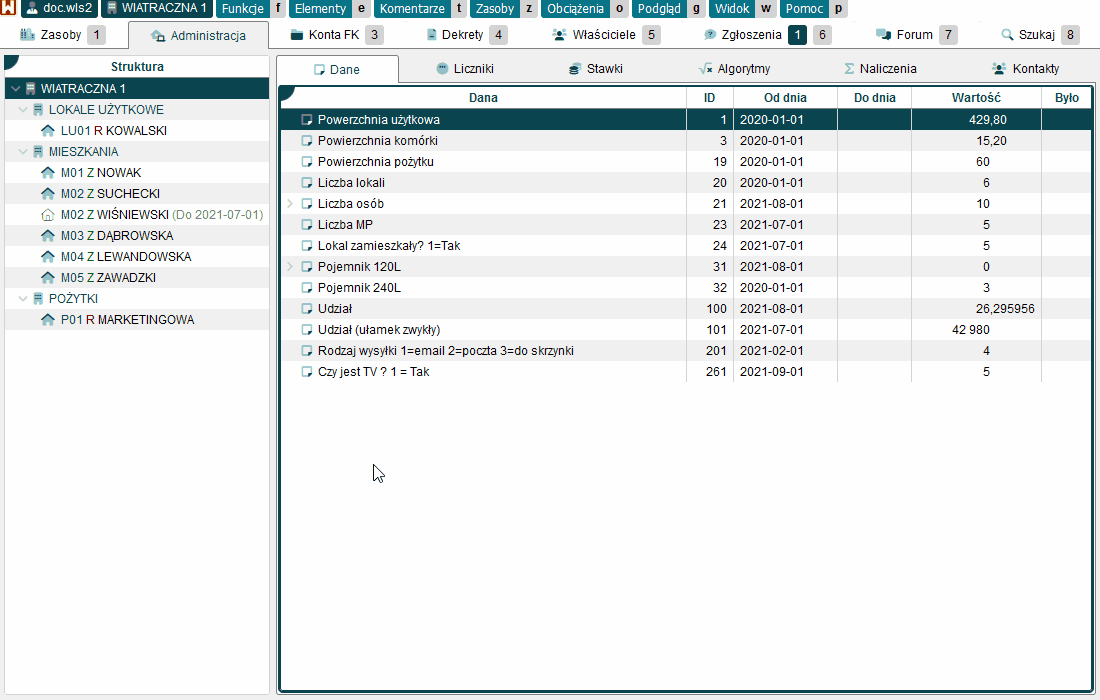 doc.wls2 WIATRACZNA 1 Funkcje f Elementy e Komentarze t Zasoby z Obciążenia o Podgląd g Widok w Pomoc p
Zasoby 1 Administracja Konta FK 3 Dekrety 4 Właściciele 5 Zgłoszenia 1 6 Forum 7 Szukaj 8
Struktura
WIATRACZNA 1
LOKALE UŻYTKOWE
LU01 R KOWALSKI
MIESZKANIA
M01 Z NOWAK
M02 Z SUCHECKI
M02 Z WIŚNIEWSKI (Do 2021-07-01)
M03 Z DĄBROWSKA
M04 Z LEWANDOWSKA
M05 Z ZAWADZKI
POŻYTKI
P01 R MARKETINGOWA
Dane Liczniki Stawki Algorytmy Naliczenia Kontakty
Dana ID Od dnia Do dnia Wartość Było
Powerzchnia użytkowa 1 2020-01-01 429,80
Powierzchnia komórki 3 2020-01-01 15,20
Powierzchnia pożytku 19 2020-01-01 60
Liczba lokali 20 2020-01-01 6
Liczba osób 21 2021-08-01 10
Liczba MP 23 2021-07-01 5
Lokal zamieszkały? 1=Tak 24 2021-07-01 5
Pojemnik 120L 31 2021-08-01 0
Pojemnik 240L 32 2020-01-01 3
Udział 100 2021-08-01 26,295956
Udział (ułamek zwykły) 101 2021-07-01 42 980
Rodzaj wysyłki 1=email 2=poczta 3=do skrzynki 201 2021-02-01 4
Czy jest TV ? 1 = Tak 261 2021-09-01 5